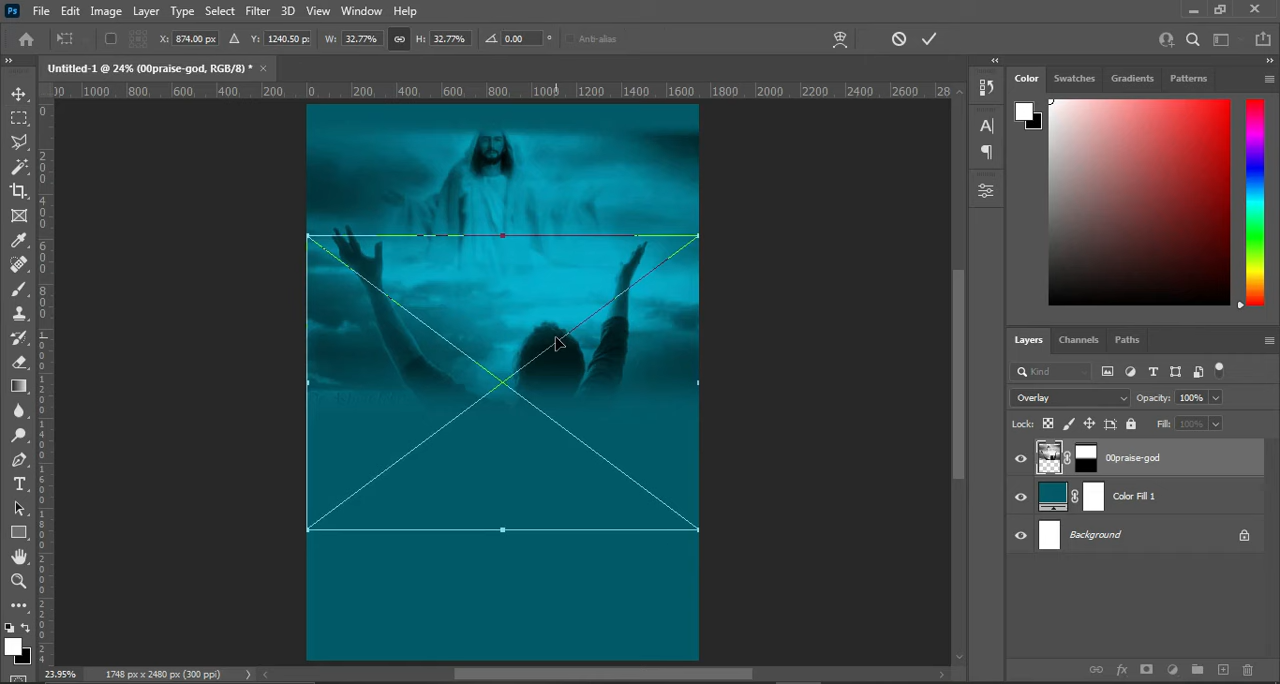 Ps File Edit Image Layer Type Select Filter 3D View Window Help
X: 874.00 px Y: 1240.50 px W: 32.77% H: 32.77% 0.00 ° Anti-alias
Untitled-1 @ 24% (00praise-god, RGB/8) * ×
1000 800 600 400 200 0 200 400 600 800 1000 1200 1400 1600 1800 2000 2200 2400 2600
Color Swatches Gradients Patterns
Layers Channels Paths
Kind
Overlay Opacity: 100%
Lock: Fill: 100%
00praise-god
Color Fill 1
Background
23.95% 1748 px x 2480 px (300 ppi)